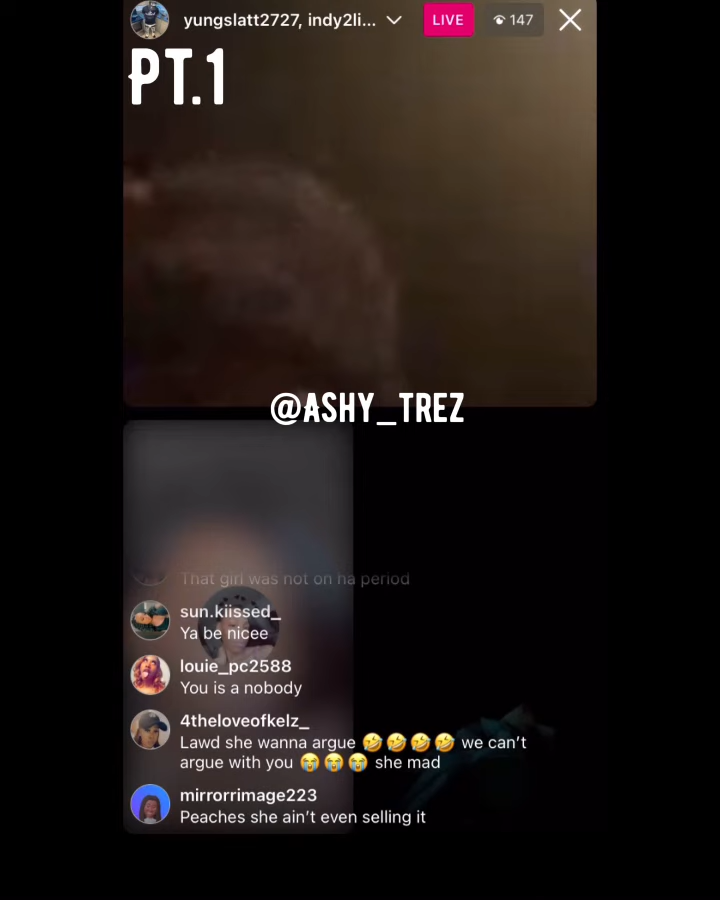 yungslatt2727, indy2li...
LIVE
147
PT.1
@ASHY_TREZ
That girl was not on ha period
sun.kiissed_
Ya be nicee
louie_pc2588
You is a nobody
4theloveofkelz_
Lawd she wanna argue 🤣🤣🤣🤣 we can't
argue with you 😭😭😭 she mad
mirrorrimage223
Peaches she ain't even selling it